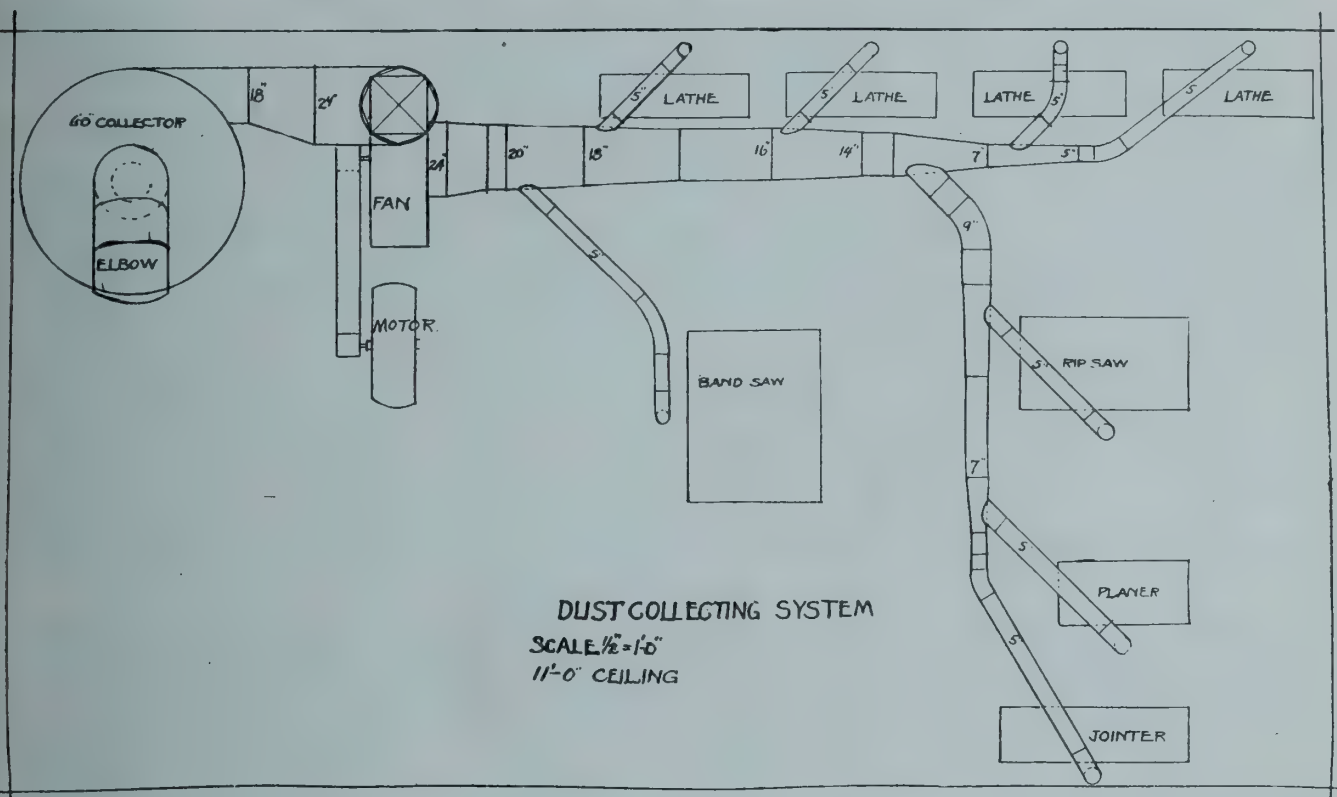 60" COLLECTOR
ELBOW
18"
24"
FAN
MOTOR.
24"
20"
18"
16"
14"
7"
5"
5"
LATHE
5"
LATHE
5"
LATHE
5"
LATHE
5"
9"
7"
BAND SAW
5"
RIP SAW
5
PLANER
5"
JOINTER
DUST COLLECTING SYSTEM
SCALE ½"=1'-0"
11'-0" CEILING